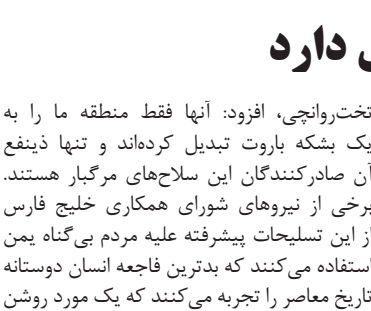 دارد
تخت‌روانچی، افزود: آنها فقط منطقه ما را به
یک بشکه باروت تبدیل کرده‌اند و تنها ذینفع
آن صادرکنندگان این سلاح‌های مرگبار هستند.
برخی از نیروهای شورای همکاری خلیج فارس
از این تسلیحات پیشرفته علیه مردم بی‌گناه یمن
استفاده می‌کنند که بدترین فاجعه انسان دوستانه
تاریخ معاصر را تجربه می‌کنند که یک مورد روشن